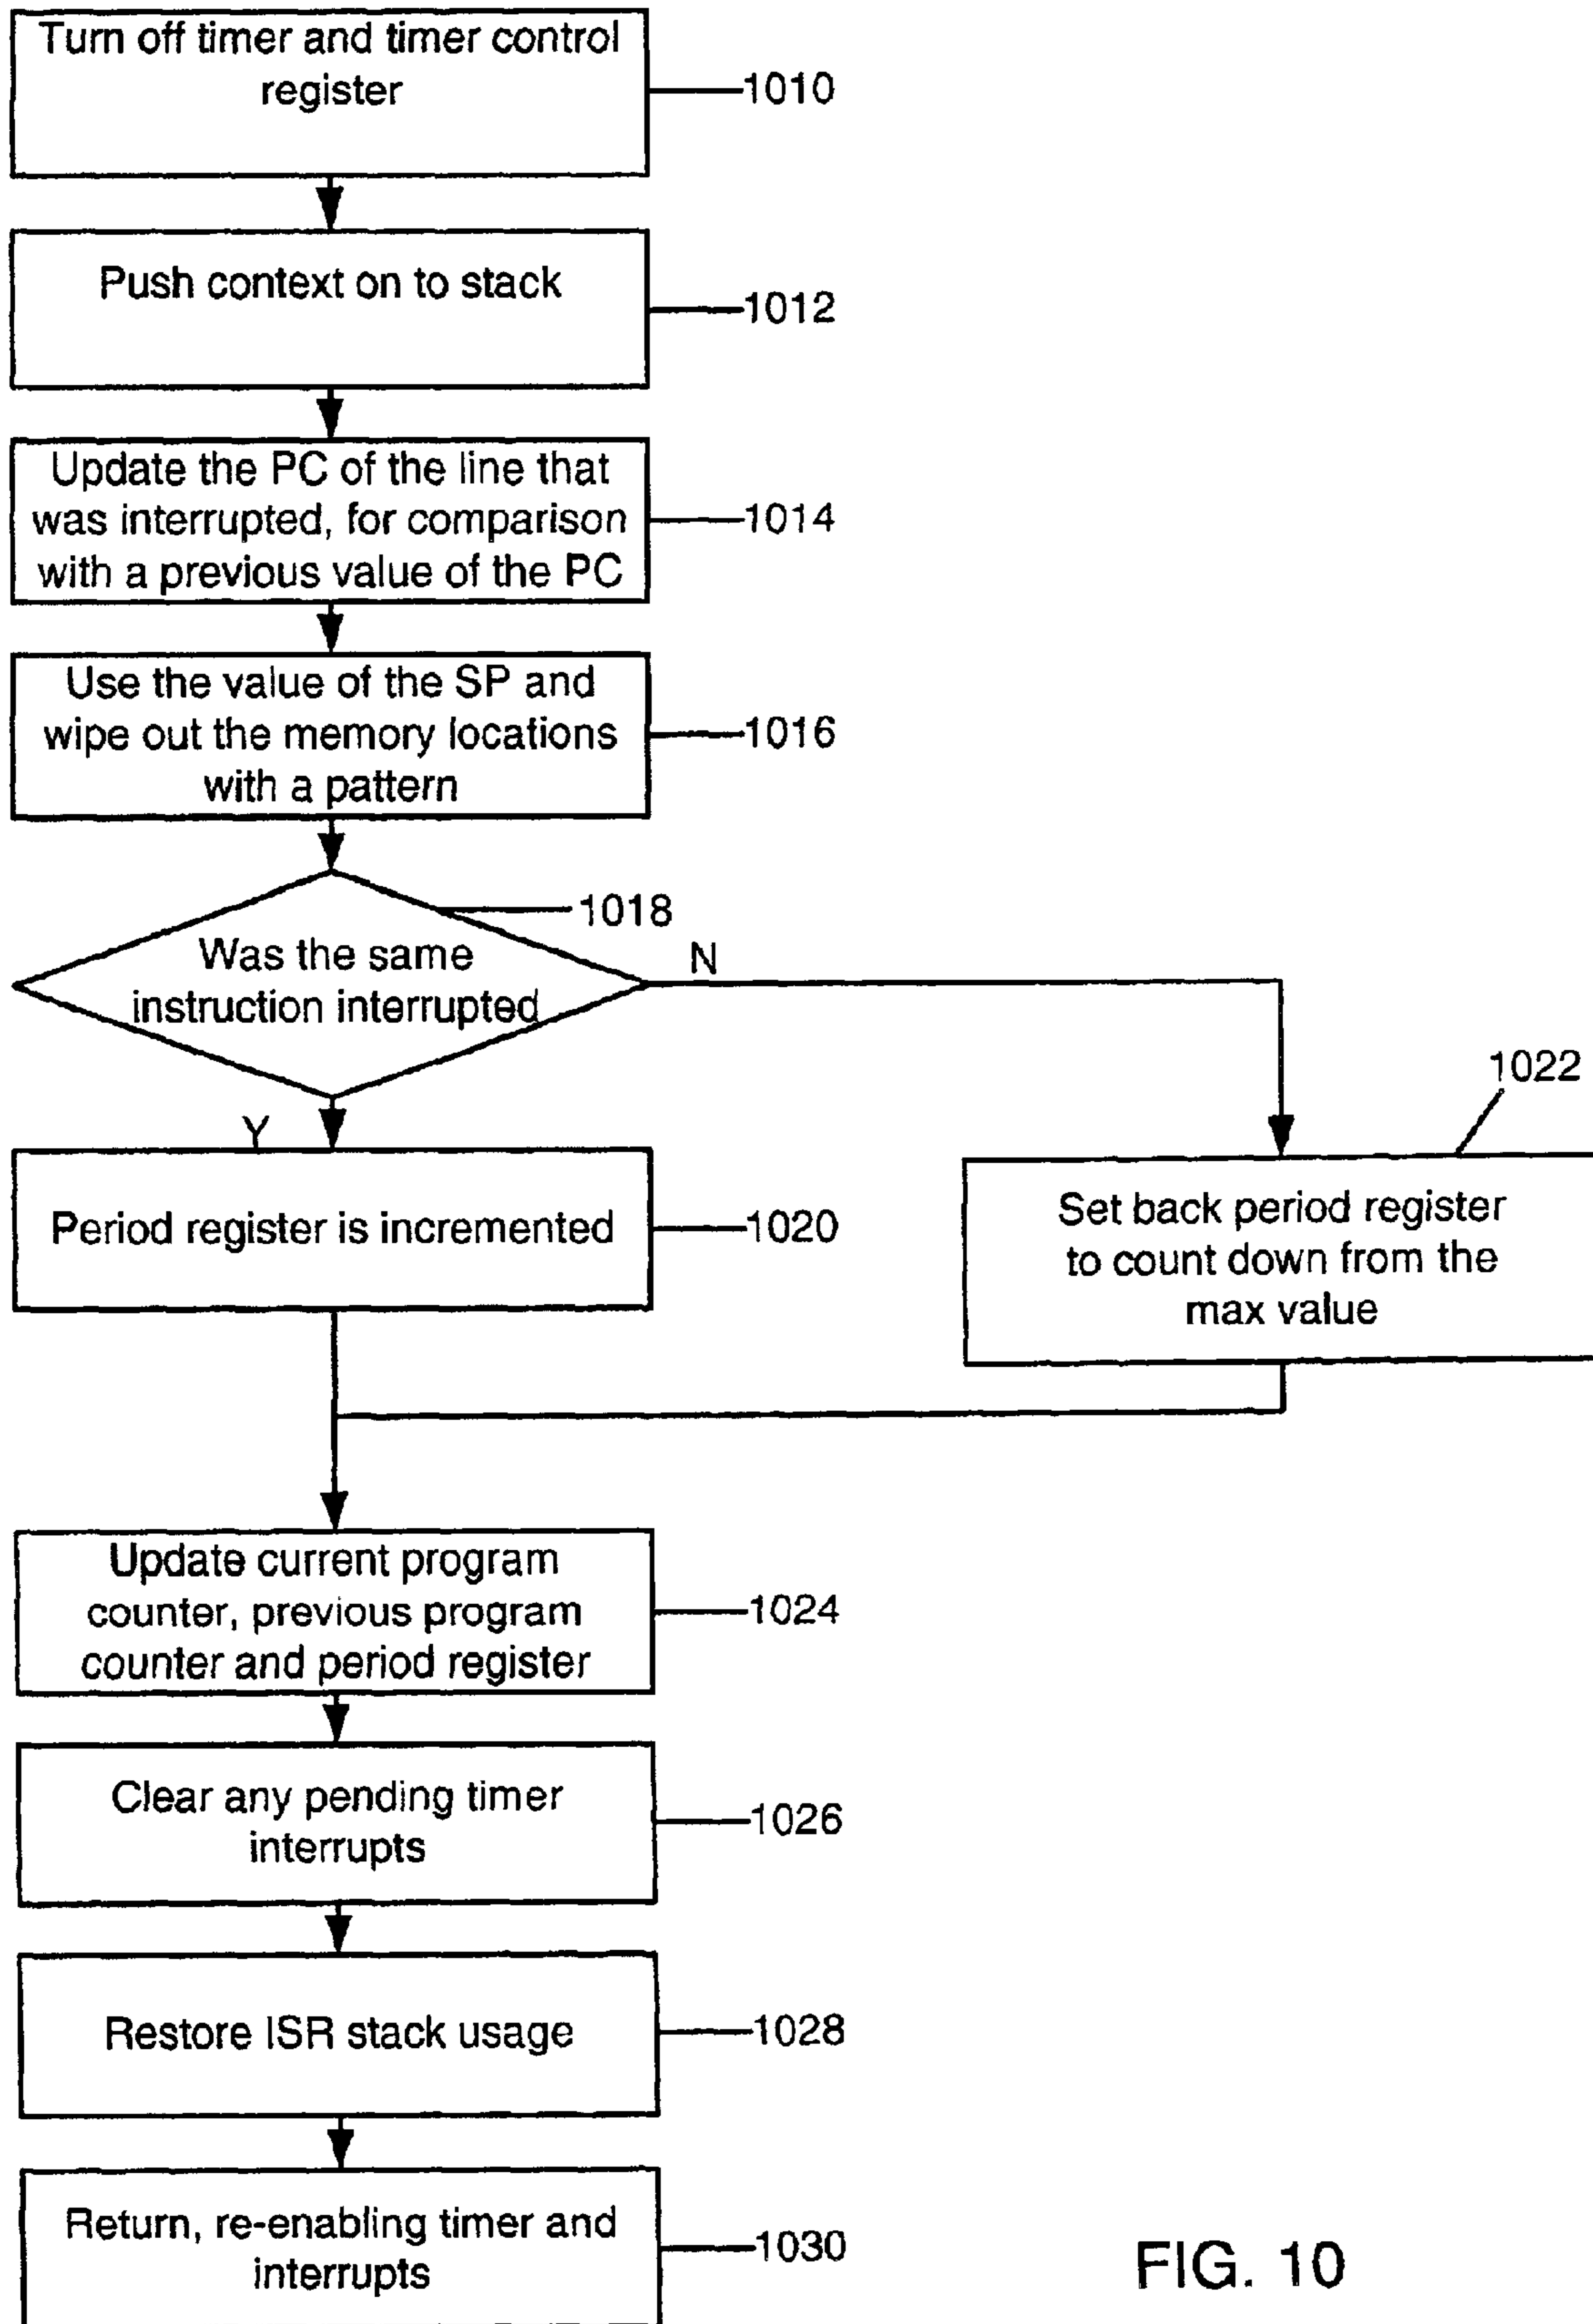 Turn off timer and timer control
register
1010
Push context on to stack
1012
Update the PC of the line that
was interrupted, for comparison
with a previous value of the PC
1014
Use the value of the SP and
wipe out the memory locations
with a pattern
1016
1018
Was the same
instruction interrupted
N
Y
1022
Period register is incremented
1020
Set back period register
to count down from the
max value
Update current program
counter, previous program
counter and period register
1024
Clear any pending timer
interrupts
1026
Restore ISR stack usage
1028
Return, re-enabling timer and
interrupts
1030
FIG. 10